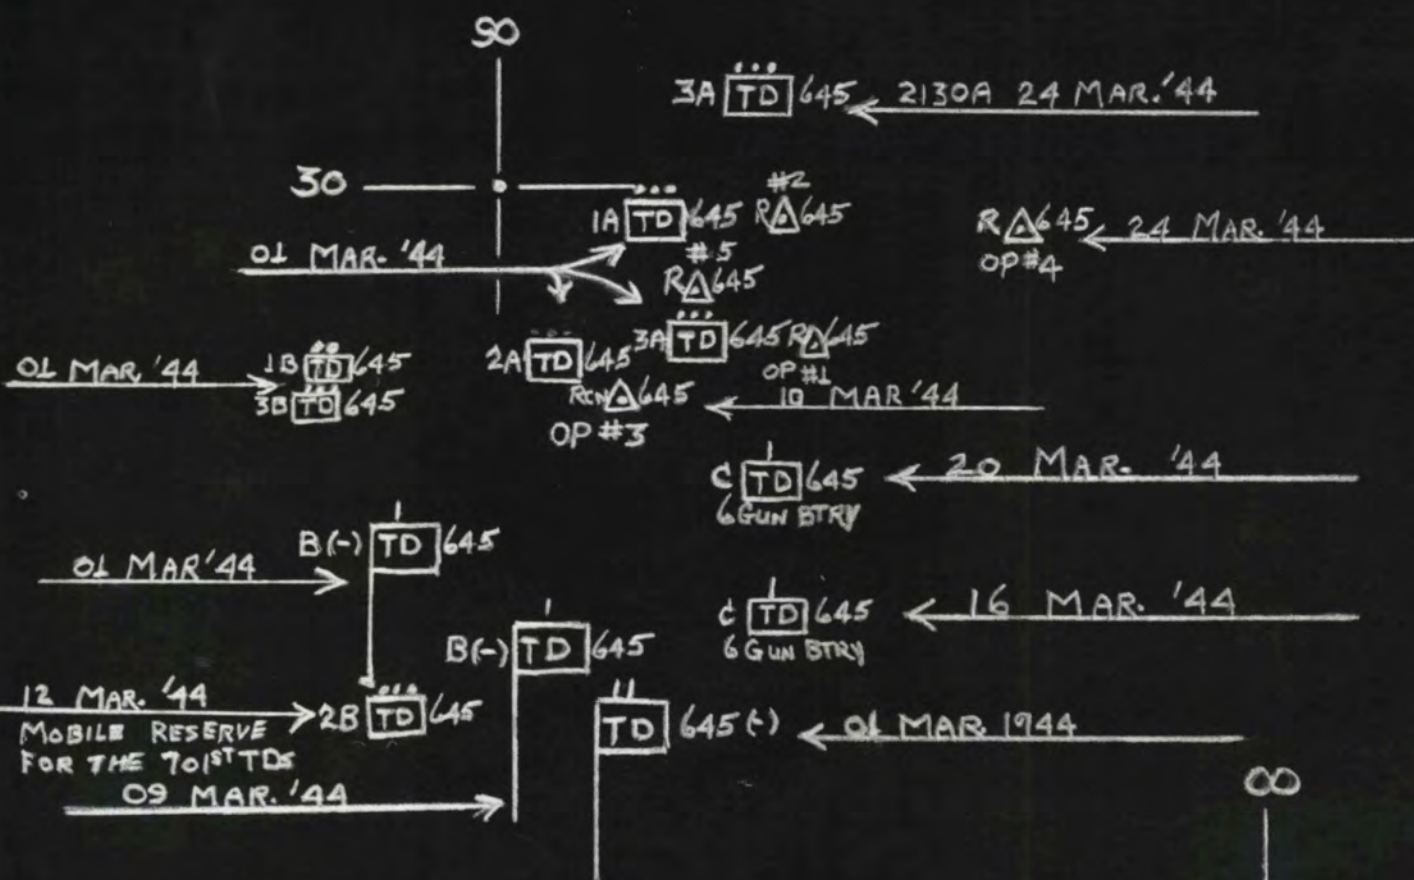 90
3A TD 645 2130A 24 MAR. '44
30
1A TD 645
#2
R 645
R 645 24 MAR. '44
OP #4
01 MAR. '44
#5
R 645
2A TD 645
3A TD 645
R 645
OP #1
01 MAR. '44
1B TD 645
3B TD 645
RCN 645
OP #3
10 MAR '44
C TD 645 20 MAR. '44
6 GUN BTRY
01 MAR '44
B(-) TD 645
C TD 645 16 MAR. '44
6 GUN BTRY
B(-) TD 645
12 MAR. '44
2B TD 645
MOBILE RESERVE
FOR THE 701ST TDS
TD 645 (-) 01 MAR. 1944
09 MAR. '44
00